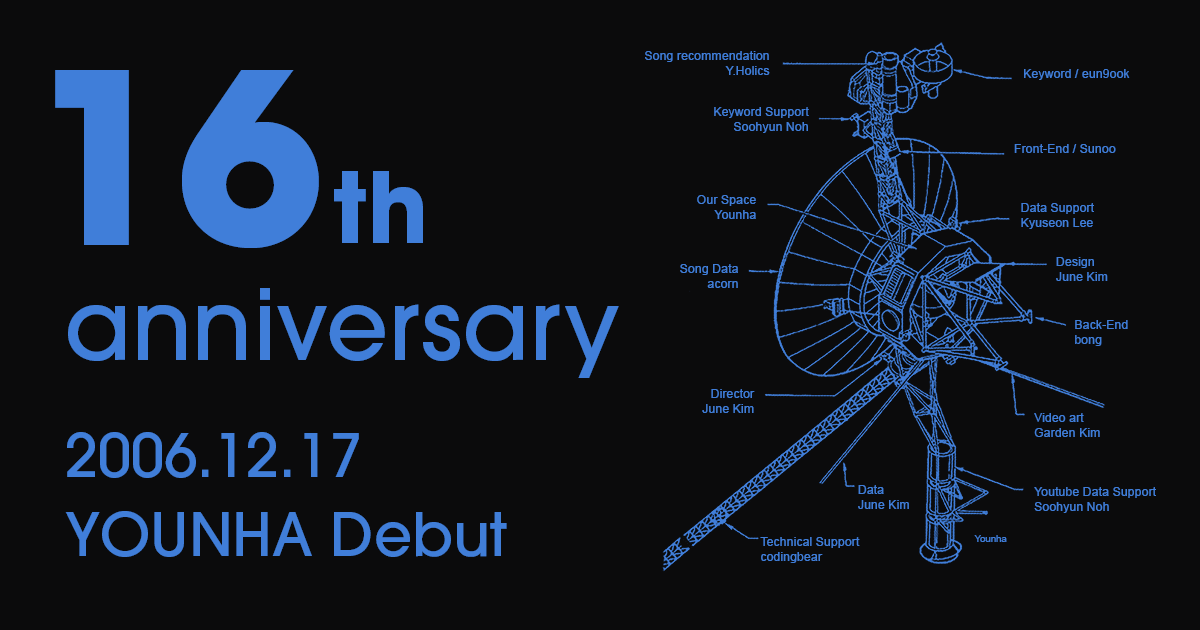 16th
anniversary
2006.12.17
YOUNHA Debut
Song recommendation
Y.Holics
Keyword / eun9ook
Keyword Support
Soohyun Noh
Front-End / Sunoo
Our Space
Younha
Data Support
Kyuseon Lee
Song Data
acorn
Design
June Kim
Back-End
bong
Director
June Kim
Video art
Garden Kim
Data
June Kim
Youtube Data Support
Soohyun Noh
Technical Support
codingbear
Younha